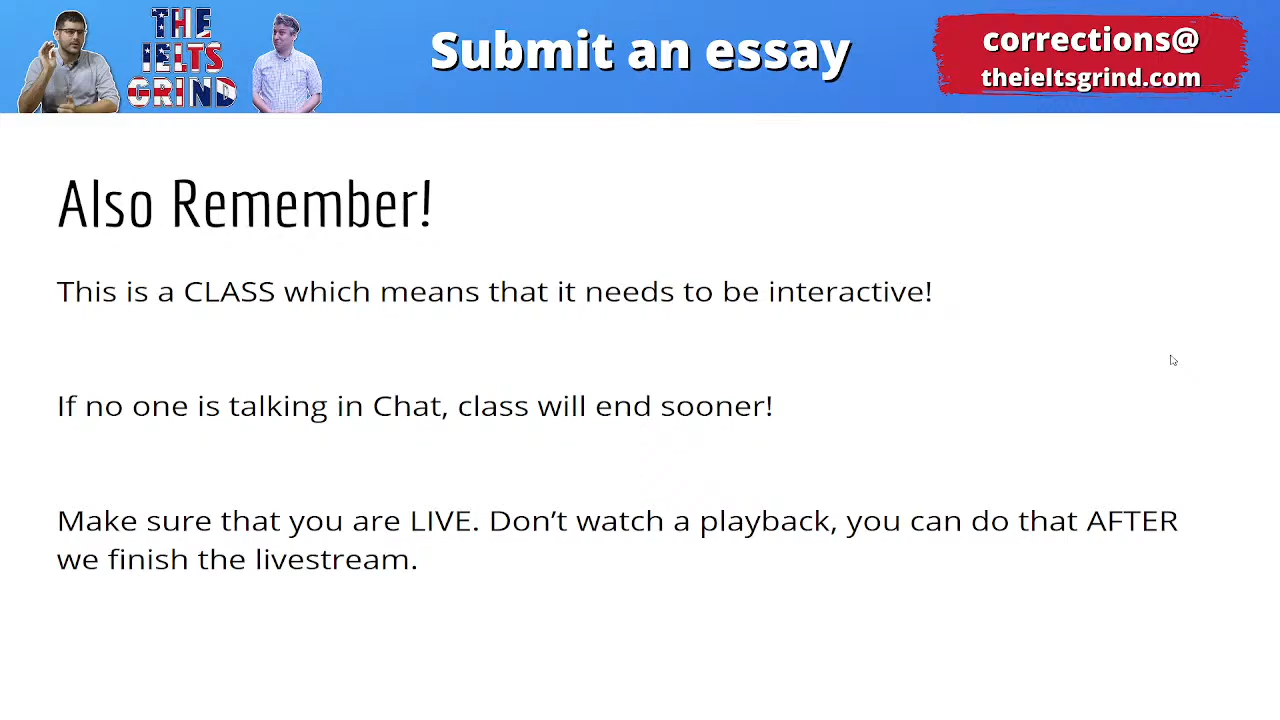 THE
IELTS
GRIND
Submit an essay
corrections@
theieltsgrind.com
Also Remember!
This is a CLASS which means that it needs to be interactive!
If no one is talking in Chat, class will end sooner!
Make sure that you are LIVE. Don’t watch a playback, you can do that AFTER
we finish the livestream.